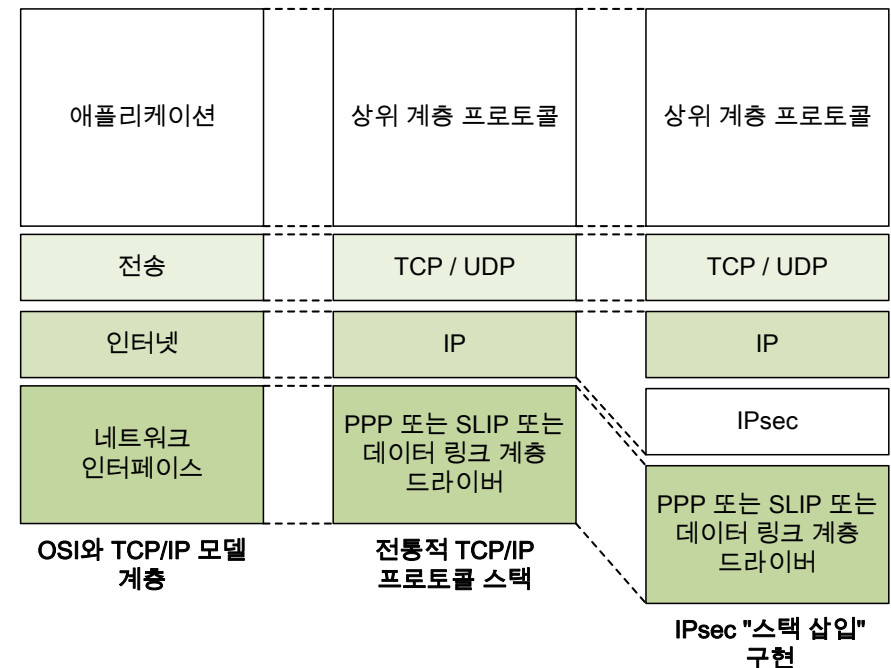 애플리케이션
상위 계층 프로토콜
상위 계층 프로토콜
전송
TCP / UDP
TCP / UDP
인터넷
IP
IP
네트워크
인터페이스
PPP 또는 SLIP 또는
데이터 링크 계층
드라이버
IPsec
PPP 또는 SLIP 또는
데이터 링크 계층
드라이버
OSI와 TCP/IP 모델
계층
전통적 TCP/IP
프로토콜 스택
IPsec "스택 삽입"
구현